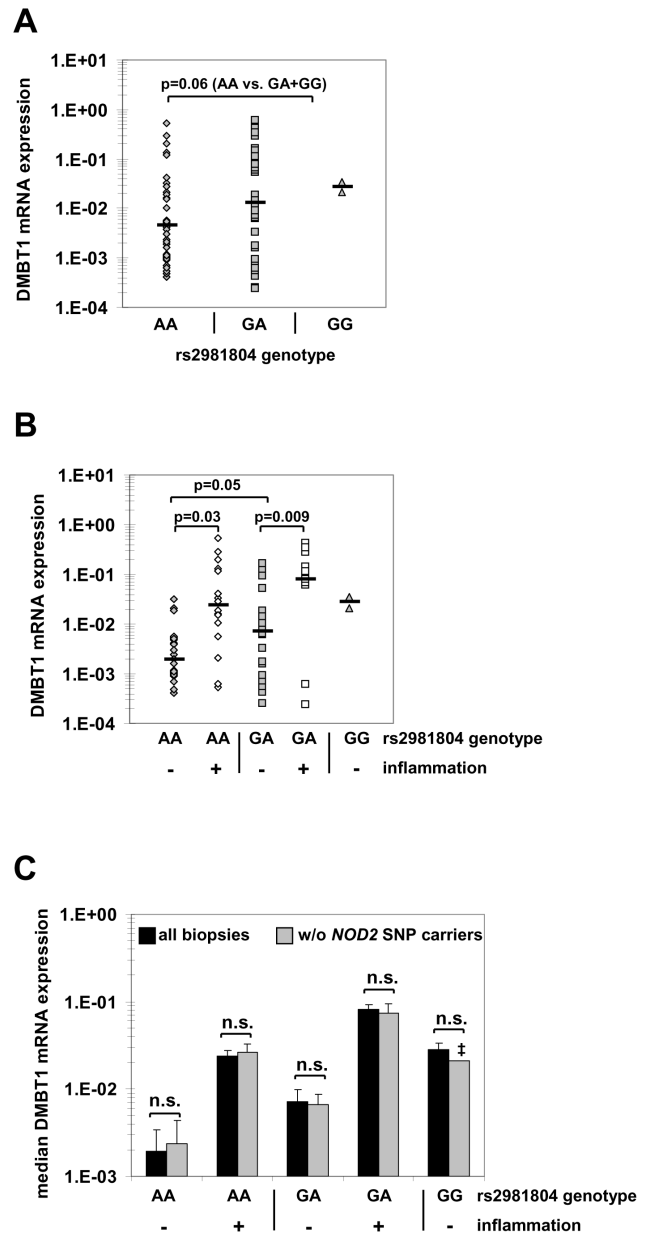 A
DMBT1 mRNA expression
1.E+01
1.E+00
1.E-01
1.E-02
1.E-03
1.E-04
p=0.06 (AA vs. GA+GG)
AA GA GG
rs2981804 genotype
B
DMBT1 mRNA expression
1.E+01
1.E+00
1.E-01
1.E-02
1.E-03
1.E-04
p=0.05
p=0.03 p=0.009
AA AA GA GA GG rs2981804 genotype
- + - + - inflammation
C
median DMBT1 mRNA expression
1.E+00
1.E-01
1.E-02
1.E-03
all biopsies w/o NOD2 SNP carriers
n.s. n.s. n.s. n.s. n.s.
‡
AA AA GA GA GG rs2981804 genotype
- + - + - inflammation